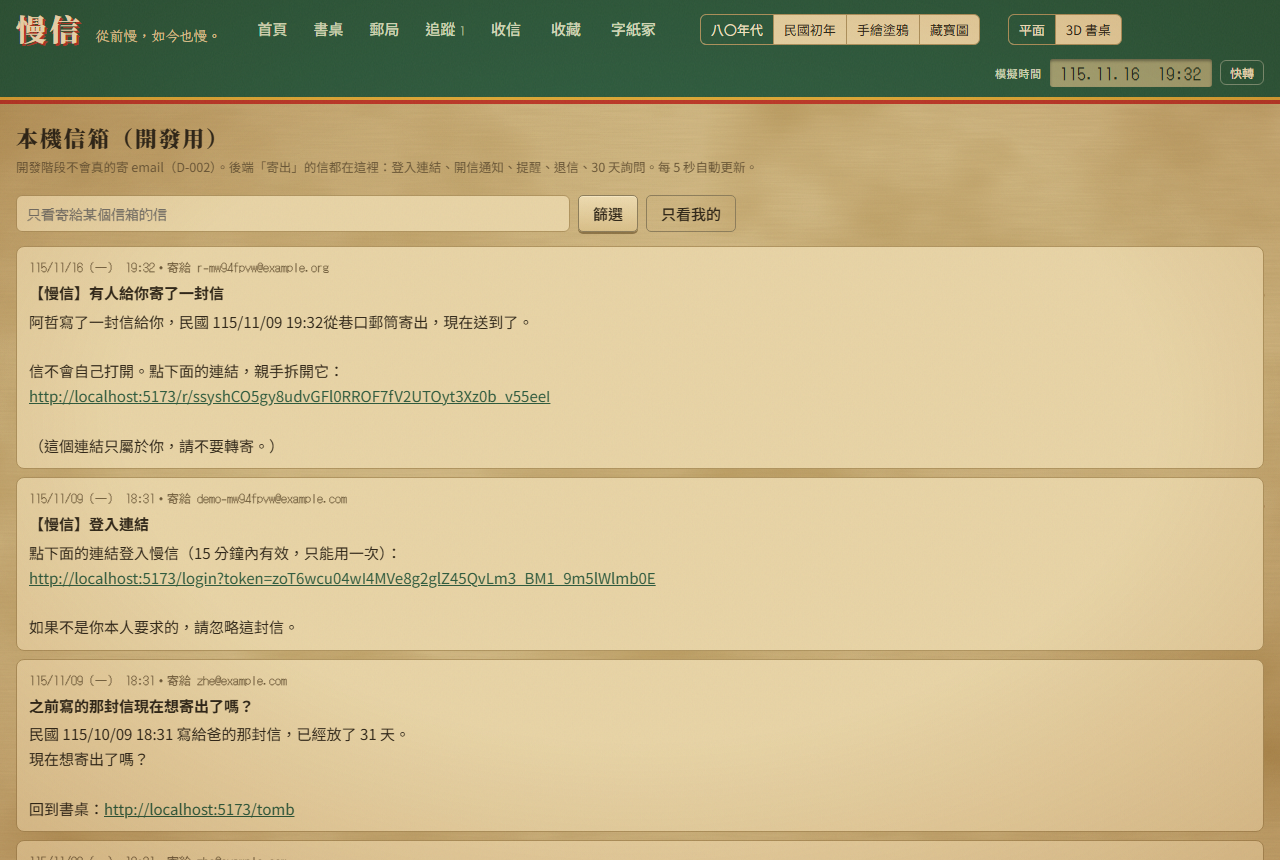 慢信 從前慢，如今也慢。 首頁 書桌 郵局 追蹤 1 收信 收藏 字紙冢 八〇年代 民國初年 手繪塗鴉 藏寶圖 平面 3D 書桌
模擬時間 115.11.16 19:32 快轉
本機信箱（開發用）
開發階段不會真的寄 email（D-002）。後端「寄出」的信都在這裡：登入連結、開信通知、提醒、退信、30 天詢問。每 5 秒自動更新。
只看寄給某個信箱的信 篩選 只看我的
115/11/16（一） 19:32 • 寄給 r-mw94fpvw@example.org
【慢信】有人給你寄了一封信
阿哲寫了一封信給你，民國 115/11/09 19:32從巷口郵筒寄出，現在送到了。
信不會自己打開。點下面的連結，親手拆開它：
http://localhost:5173/r/ssyshCO5gy8udvGFl0RROF7fV2UTOyt3Xz0b_v55eeI
（這個連結只屬於你，請不要轉寄。）
115/11/09（一） 18:31 • 寄給 demo-mw94fpvw@example.com
【慢信】登入連結
點下面的連結登入慢信（15 分鐘內有效，只能用一次）：
http://localhost:5173/login?token=zoT6wcu04wI4MVe8g2glZ45QvLm3_BM1_9m5lWlmb0E
如果不是你本人要求的，請忽略這封信。
115/11/09（一） 18:31 • 寄給 zhe@example.com
之前寫的那封信現在想寄出了嗎？
民國 115/10/09 18:31 寫給爸的那封信，已經放了 31 天。
現在想寄出了嗎？
回到書桌：http://localhost:5173/tomb